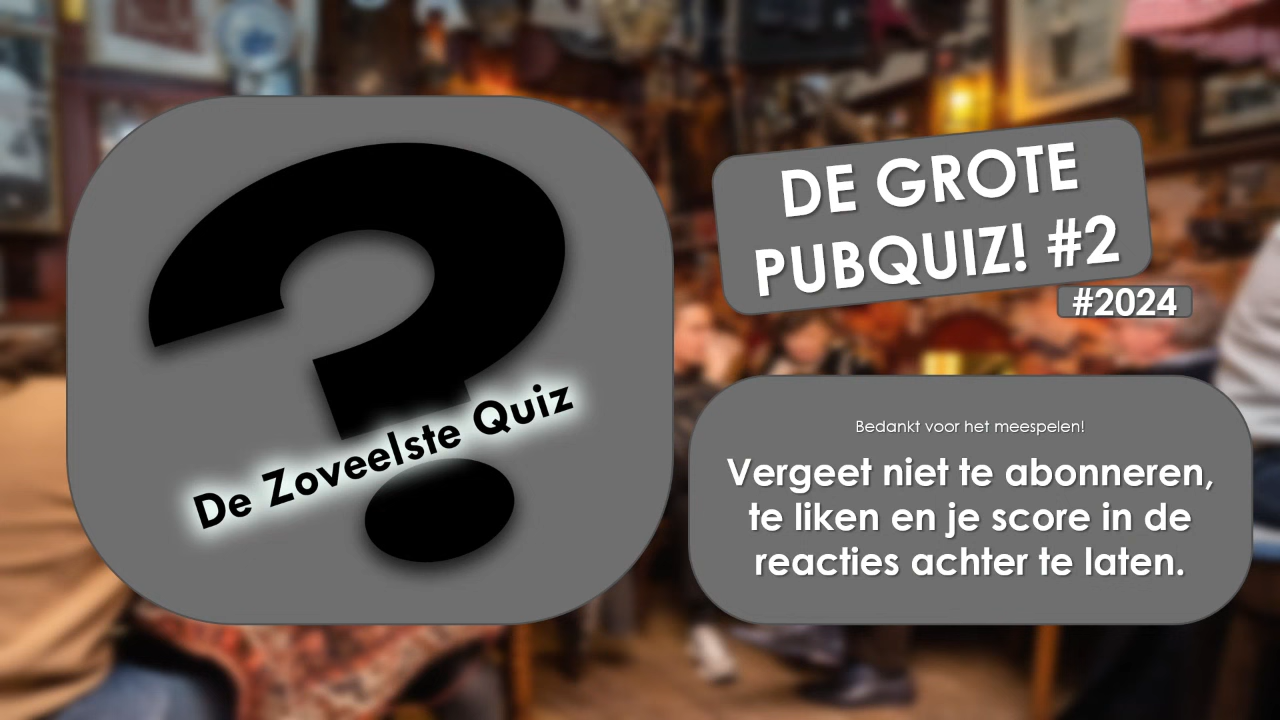 De Zoveelste Quiz
DE GROTE
PUBQUIZ! #2
#2024
Bedankt voor het meespelen!
Vergeet niet te abonneren,
te liken en je score in de
reacties achter te laten.